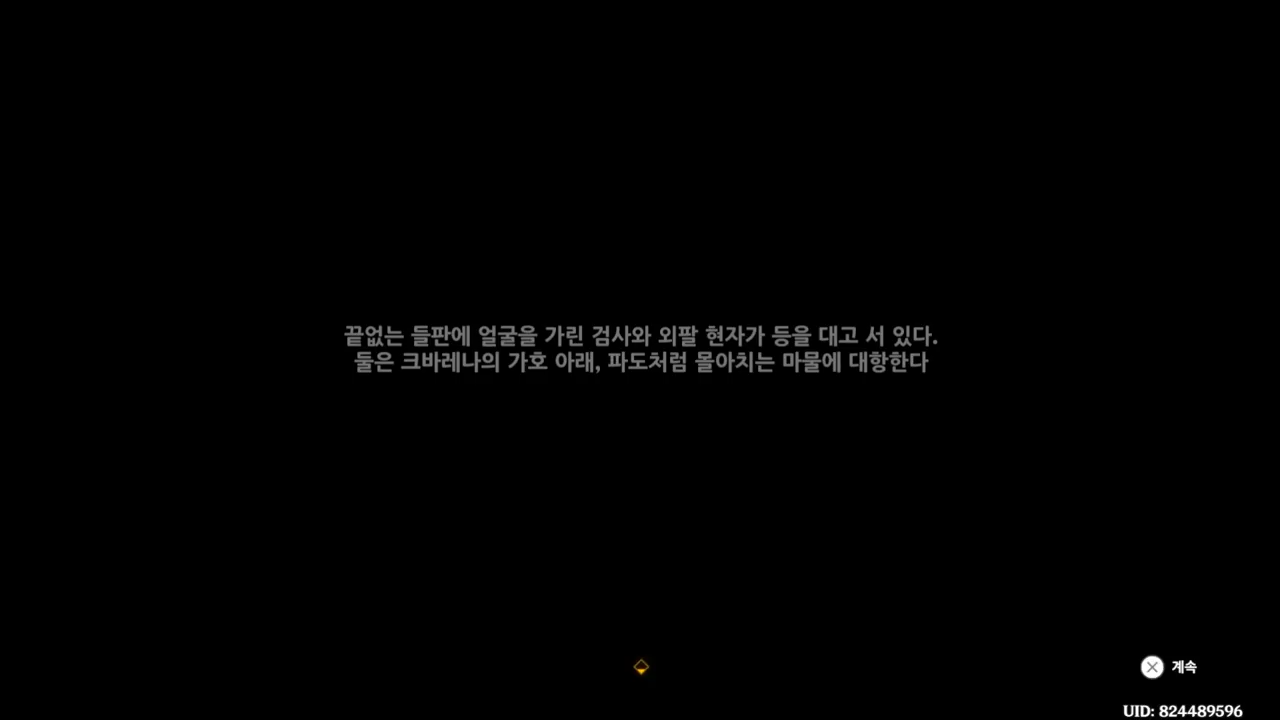 끝없는 들판에 얼굴을 가린 검사와 외팔 현자가 등을 대고 서 있다.
둘은 크바레나의 가호 아래, 파도처럼 몰아치는 마물에 대항한다
계속
UID: 824489596